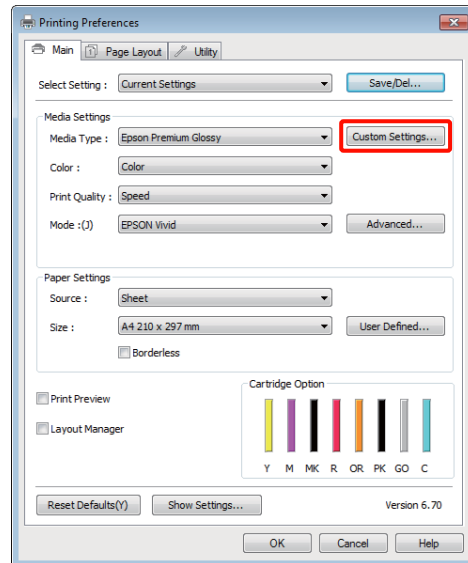 Printing Preferences
Main Page Layout Utility
Select Setting : Current Settings Save/Del...
Media Settings
Media Type : Epson Premium Glossy Custom Settings...
Color : Color
Print Quality : Speed
Mode :(J) EPSON Vivid Advanced...
Paper Settings
Source : Sheet
Size : A4 210 x 297 mm User Defined...
Borderless
Print Preview
Layout Manager
Cartridge Option
Y M MK R OR PK GO C
Reset Defaults(Y) Show Settings... Version 6.70
OK Cancel Help